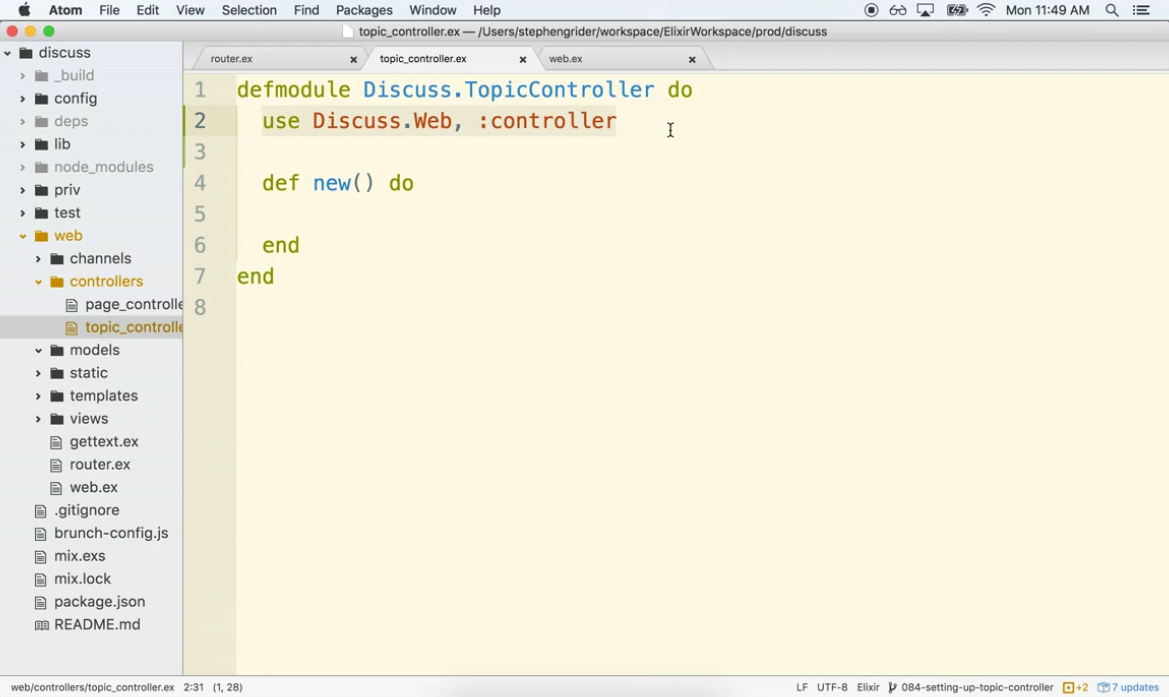 Atom File Edit View Selection Find Packages Window Help Mon 11:49 AM
topic_controller.ex — /Users/stephengrider/workspace/ElixirWorkspace/prod/discuss
discuss
_build
config
deps
lib
node_modules
priv
test
web
channels
controllers
page_controlle
topic_controlle
models
static
templates
views
gettext.ex
router.ex
web.ex
.gitignore
brunch-config.js
mix.exs
mix.lock
package.json
README.md
router.ex topic_controller.ex web.ex
1 defmodule Discuss.TopicController do
2 use Discuss.Web, :controller
3
4 def new() do
5
6 end
7 end
8
web/controllers/topic_controller.ex 2:31 (1, 28) LF UTF-8 Elixir 084-setting-up-topic-controller +2 7 updates